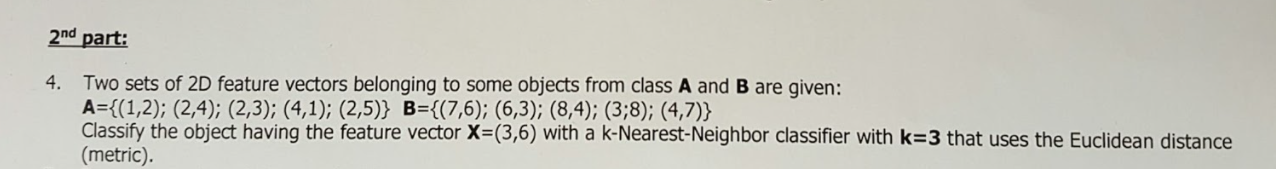 2nd part:
4. Two sets of 2D feature vectors belonging to some objects from class A and B are given:
A={(1,2); (2,4); (2,3); (4,1); (2,5)} B={(7,6); (6,3); (8,4); (3;8); (4,7)}
Classify the object having the feature vector X=(3,6) with a k-Nearest-Neighbor classifier with k=3 that uses the Euclidean distance
(metric).